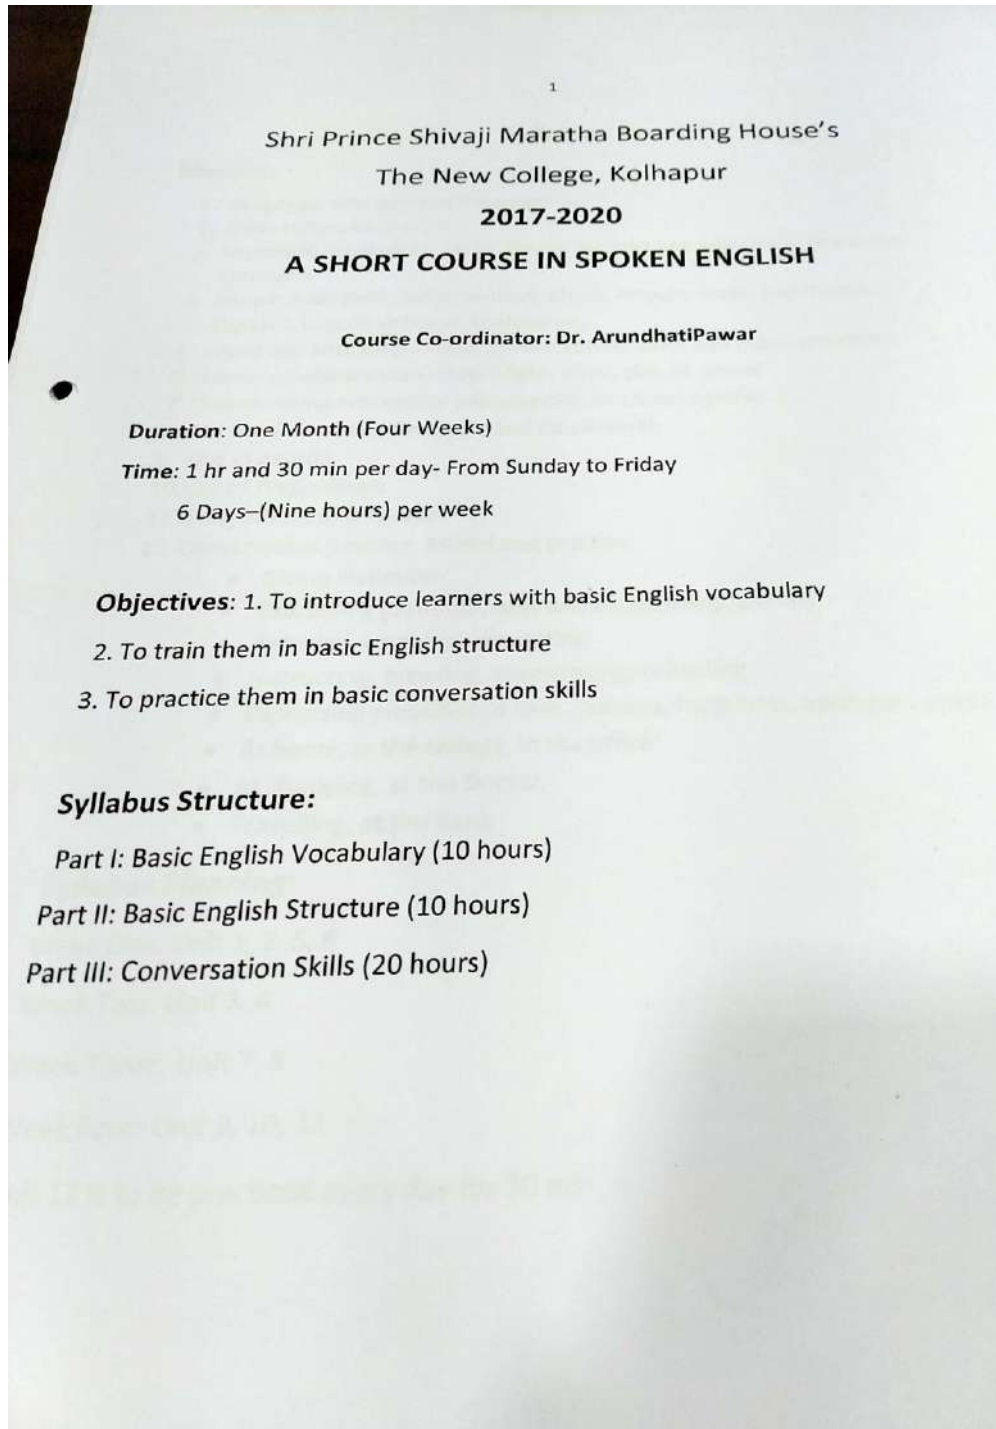 1
Shri Prince Shivaji Maratha Boarding House's
The New College, Kolhapur
2017-2020
A SHORT COURSE IN SPOKEN ENGLISH
Course Co-ordinator: Dr. ArundhatiPawar
Duration: One Month (Four Weeks)
Time: 1 hr and 30 min per day- From Sunday to Friday
6 Days–(Nine hours) per week
Objectives: 1. To introduce learners with basic English vocabulary
2. To train them in basic English structure
3. To practice them in basic conversation skills
Syllabus Structure:
Part I: Basic English Vocabulary (10 hours)
Part II: Basic English Structure (10 hours)
Part III: Conversation Skills (20 hours)